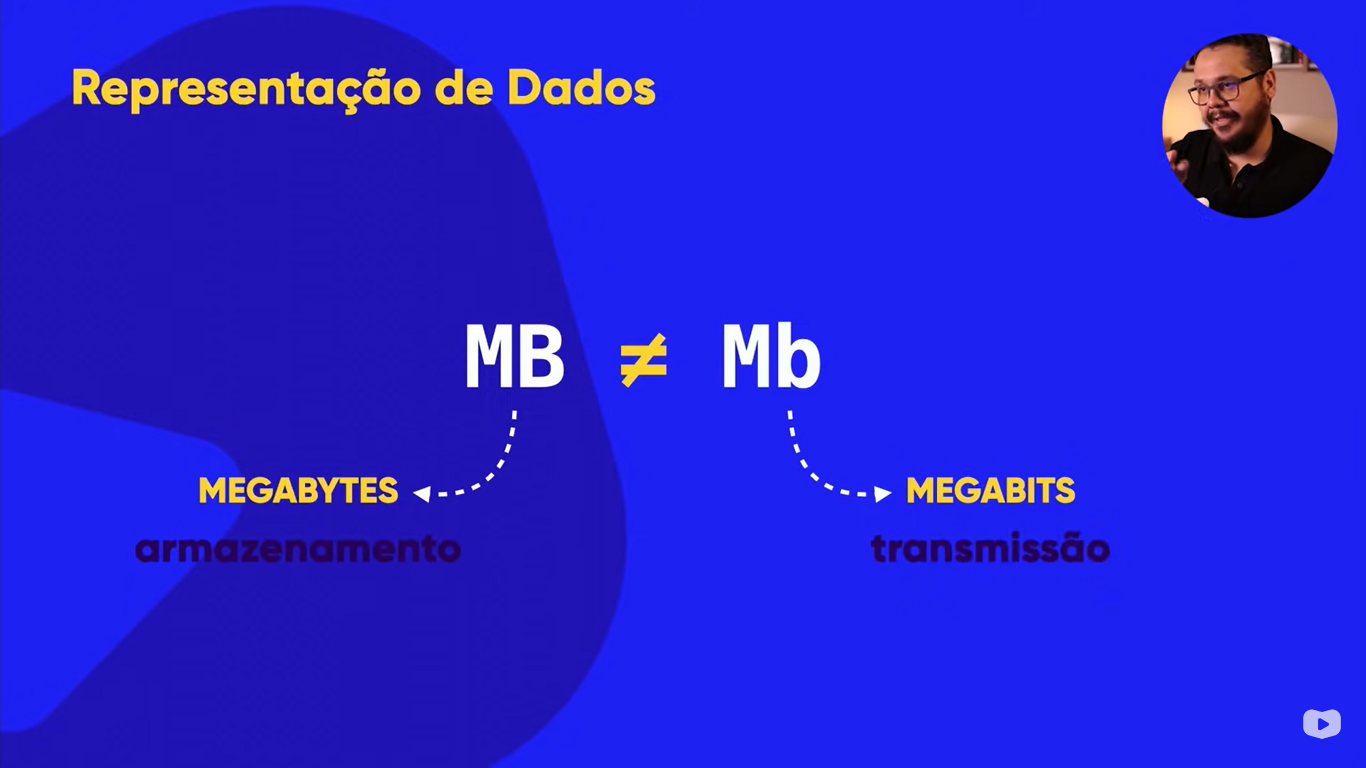 Representação de Dados
MB ≠ Mb
MEGABYTES
armazenamento
MEGABITS
transmissão